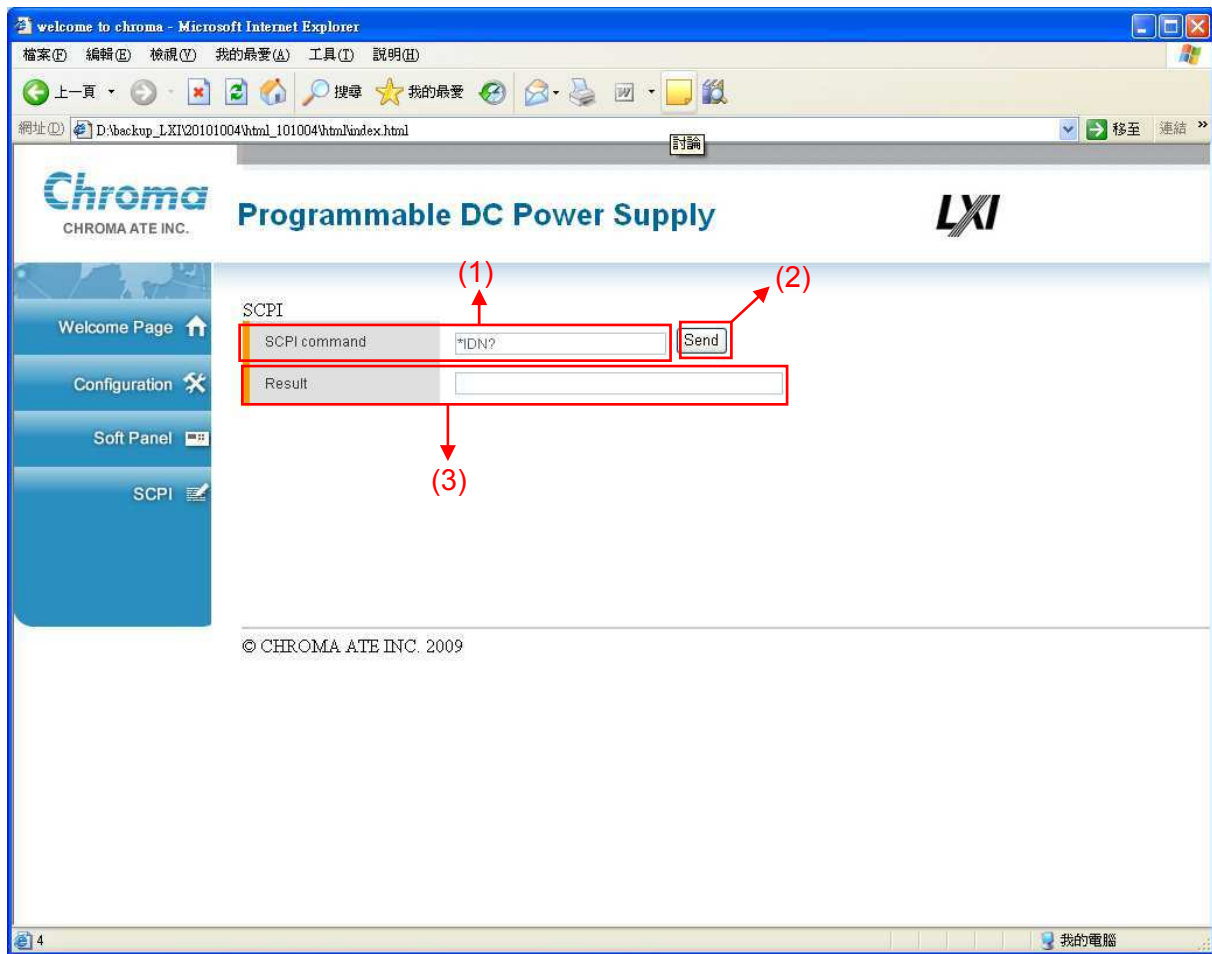 welcome to chroma - Microsoft Internet Explorer
檔案(F) 編輯(E) 檢視(V) 我的最愛(A) 工具(T) 說明(H)
上一頁 搜尋 我的最愛
網址(D) D:\backup_LXI\20101004\html_101004\html\index.html 移至 連結 »
討論
Chroma
CHROMA ATE INC.
Programmable DC Power Supply
LXI
(1)
(2)
Welcome Page
Configuration
Soft Panel
SCPI
SCPI
SCPI command *IDN? Send
Result
(3)
© CHROMA ATE INC. 2009
4 我的電腦